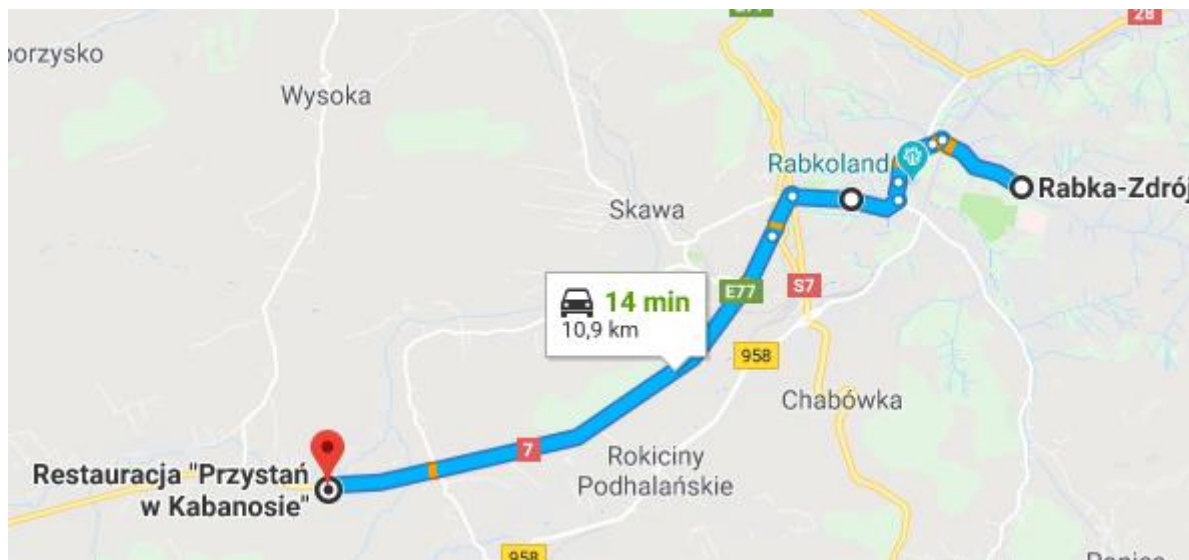 28
orzysko
Wysoka
Rabkoland
Rabka-Zdrój
Skawa
E77
S7
14 min
10,9 km
958
Chabówka
7
Rokiciny
Podhalańskie
Restauracja "Przystań
w Kabanosie"
958